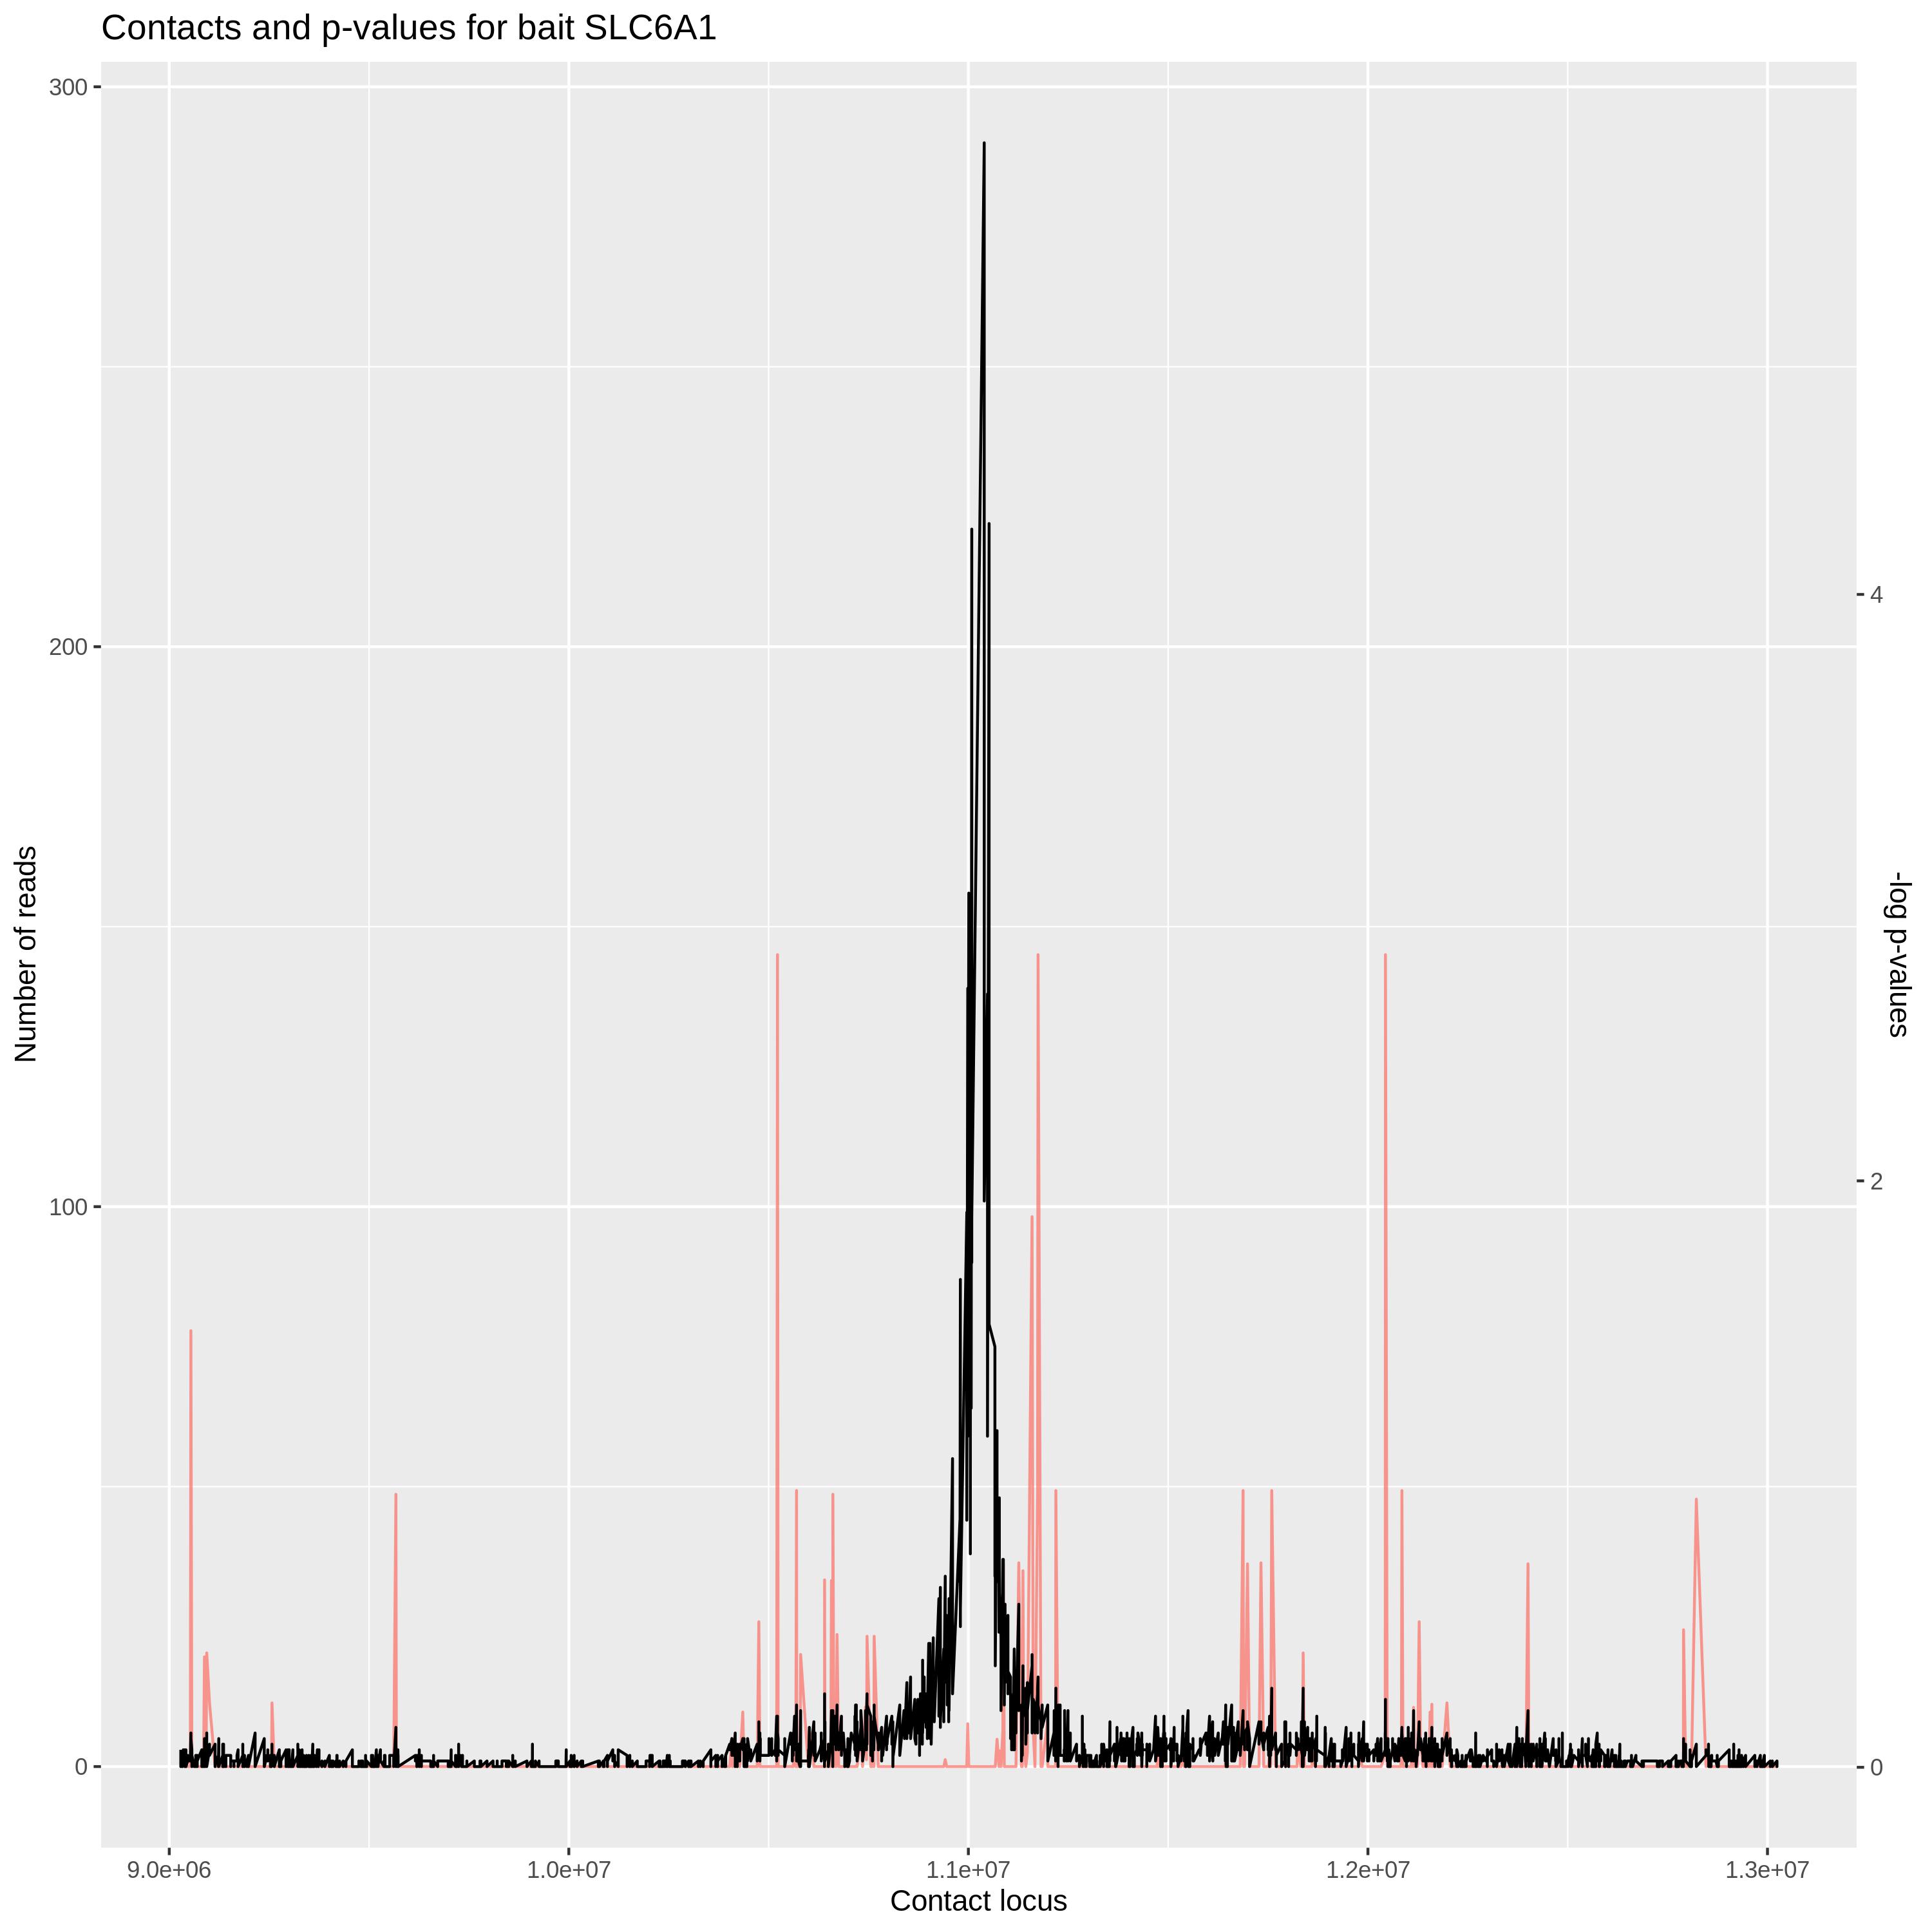 Contacts and p-values for bait SLC6A1
300
200
100
0
Number of reads
4
2
0
-log p-values
9.0e+06
1.0e+07
1.1e+07
1.2e+07
1.3e+07
Contact locus